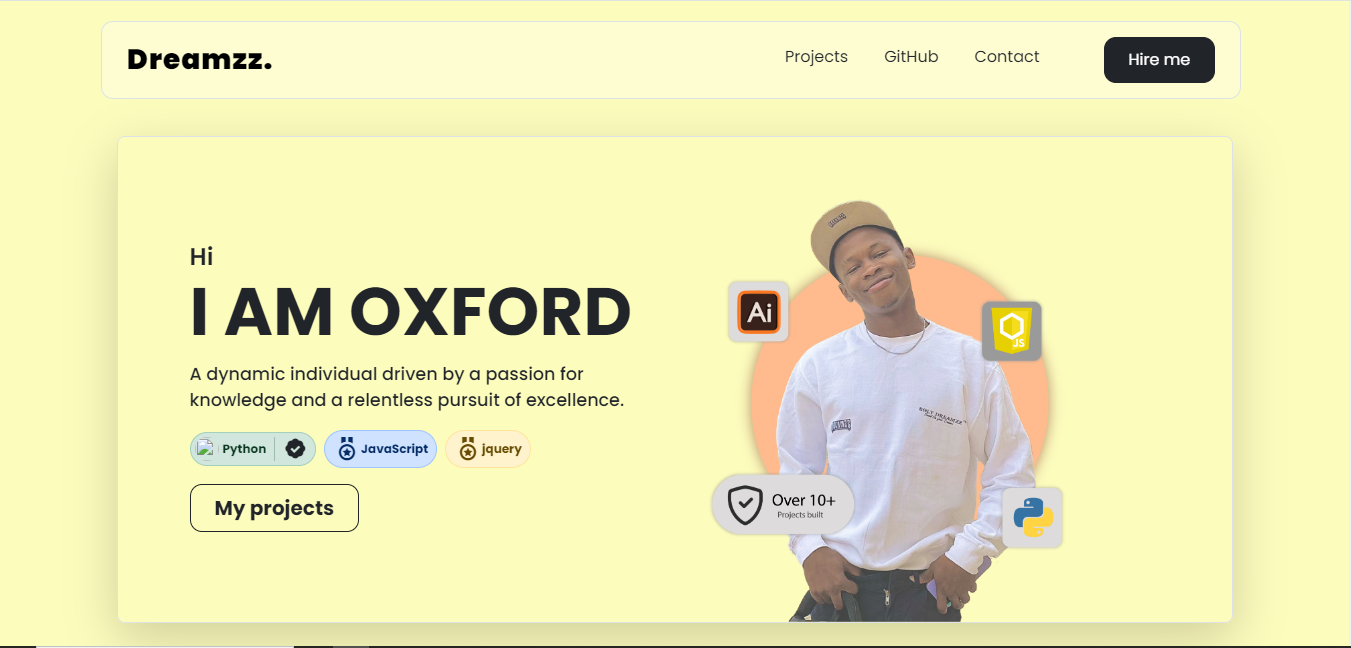 Dreamzz.
Projects GitHub Contact Hire me
Hi
I AM OXFORD
A dynamic individual driven by a passion for
knowledge and a relentless pursuit of excellence.
Python JavaScript jquery
My projects
Ai
JS
Over 10+
Projects built